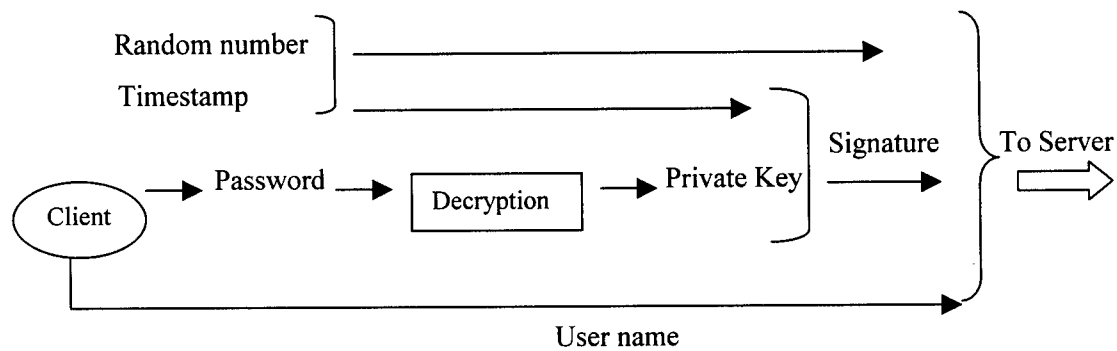 Random number
Timestamp
Signature
To Server
Password
Private Key
Decryption
Client
User name